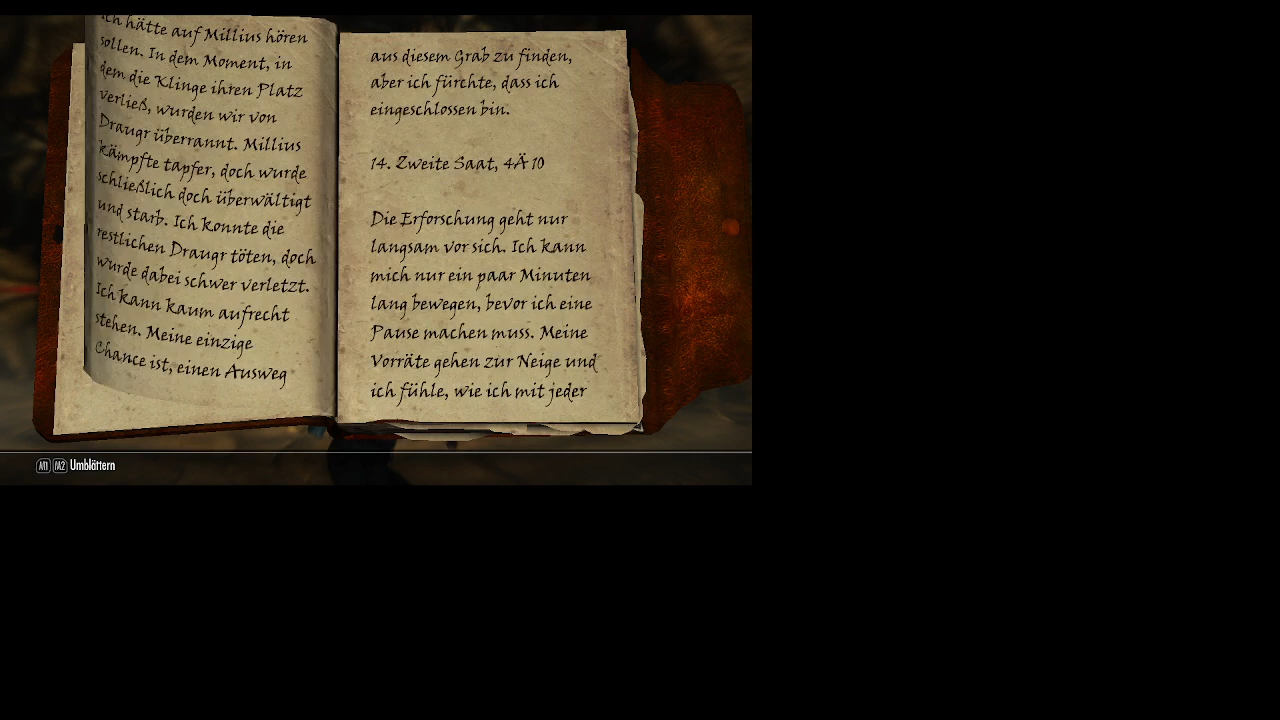 ich hätte auf Millius hören
sollen. In dem Moment, in
dem die Klinge ihren Platz
verließ, wurden wir von
Draugr überrannt. Millius
kämpfte tapfer, doch wurde
schließlich doch überwältigt
und starb. Ich konnte die
restlichen Draugr töten, doch
wurde dabei schwer verletzt.
Ich kann kaum aufrecht
stehen. Meine einzige
Chance ist, einen Ausweg
aus diesem Grab zu finden,
aber ich fürchte, dass ich
eingeschlossen bin.
14. Zweite Saat, 4Ä 10
Die Erforschung geht nur
langsam vor sich. Ich kann
mich nur ein paar Minuten
lang bewegen, bevor ich eine
Pause machen muss. Meine
Vorräte gehen zur Neige und
ich fühle, wie ich mit jeder
M1 M2 Umblättern